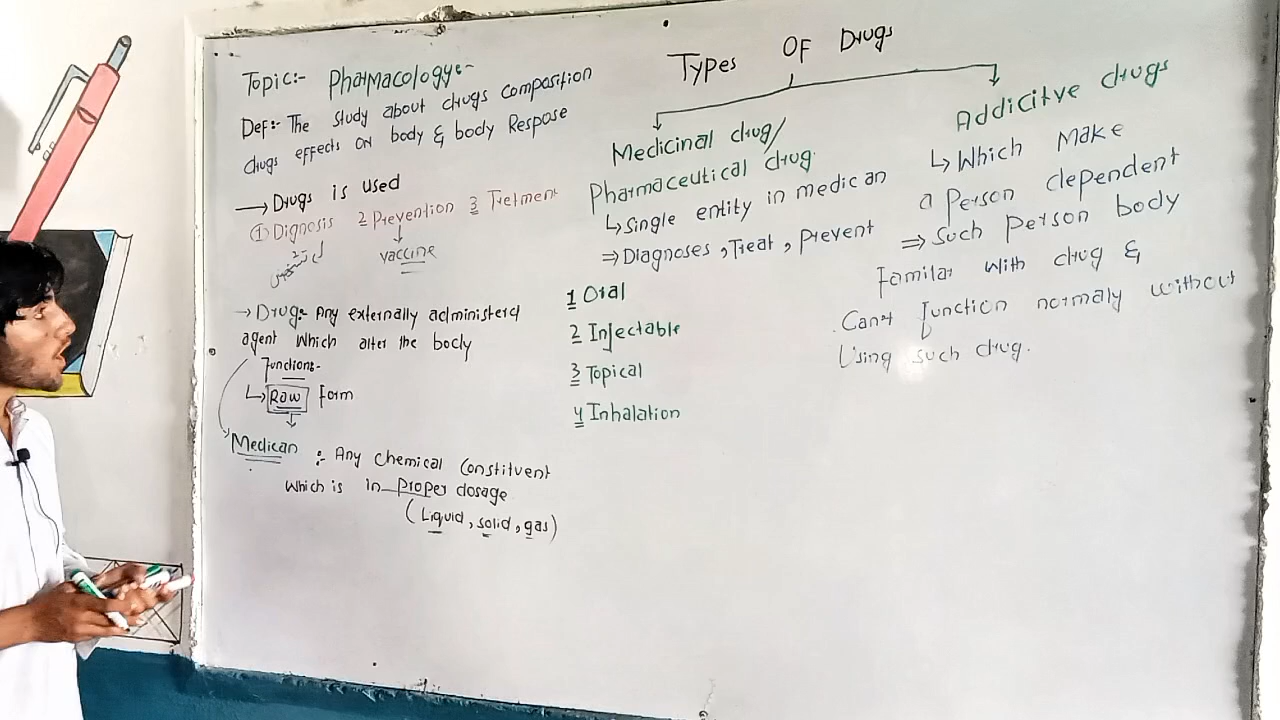 Topic:- Pharmacology:-
Def:- The study about drugs composition
drugs effects on body & body Respose
→ Drugs is used
① Dignosis 2 Prevention 3 Tretment
vaccine
→ Drug:- Any externally administerd
agent which alter the body
Functions-
↳ Raw form
Medican :- Any chemical Constituent
which is in proper dosage
(Liquid, solid, gas)
Types OF Drugs
Medicinal drug/
Pharmaceutical drug.
↳ Single entity in medican
⇒ Diagnoses, Treat, prevent
1 Oral
2 Injectable
3 Topical
4 Inhalation
Addicitve drugs
↳ Which Make
a Person dependent
⇒ Such Person body
Familar with drug &
Can't function normaly without
Using such drug.